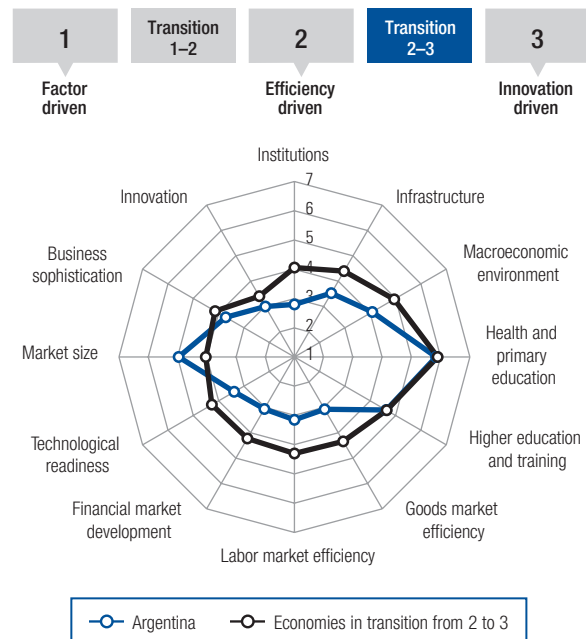 1
Transition
1–2
2
Transition
2–3
3
Factor
driven
Efficiency
driven
Innovation
driven
Institutions
7
Innovation
Infrastructure
6
5
Business
sophistication
Macroeconomic
environment
4
3
2
Market size
1
Health and
primary
education
Technological
readiness
Higher education
and training
Financial market
development
Goods market
efficiency
Labor market efficiency
Argentina
Economies in transition from 2 to 3